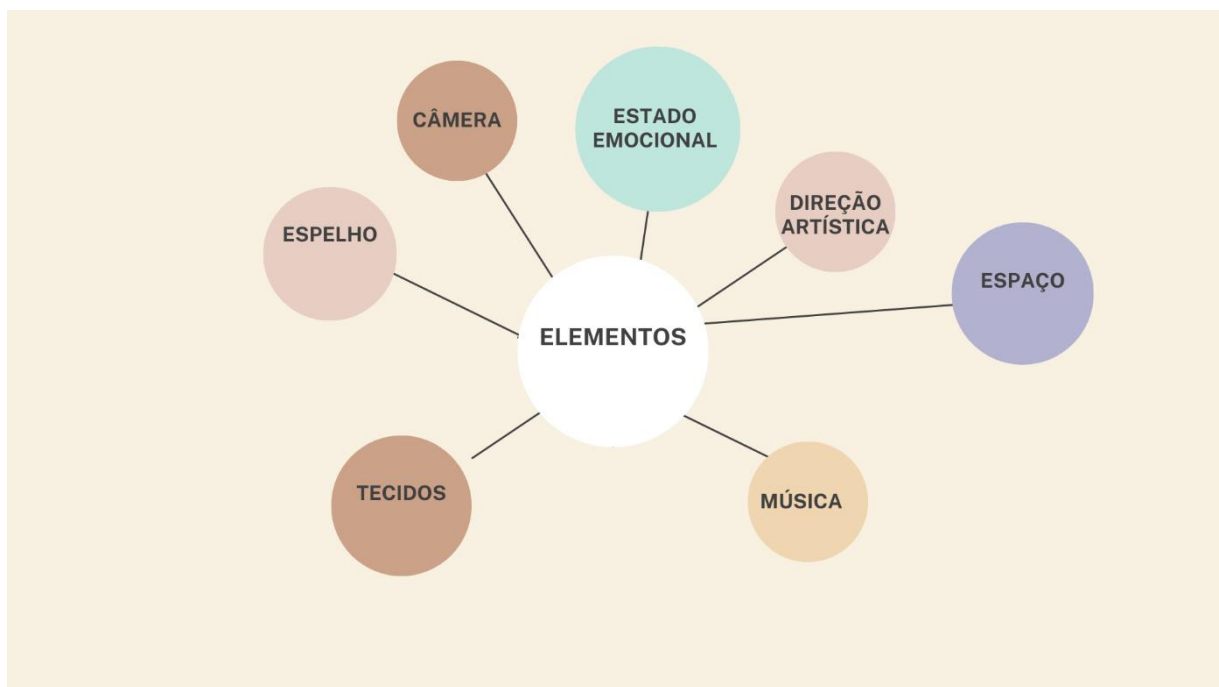 CÂMERA
ESTADO
EMOCIONAL
DIREÇÃO
ARTÍSTICA
ESPELHO
ESPAÇO
ELEMENTOS
TECIDOS
MÚSICA